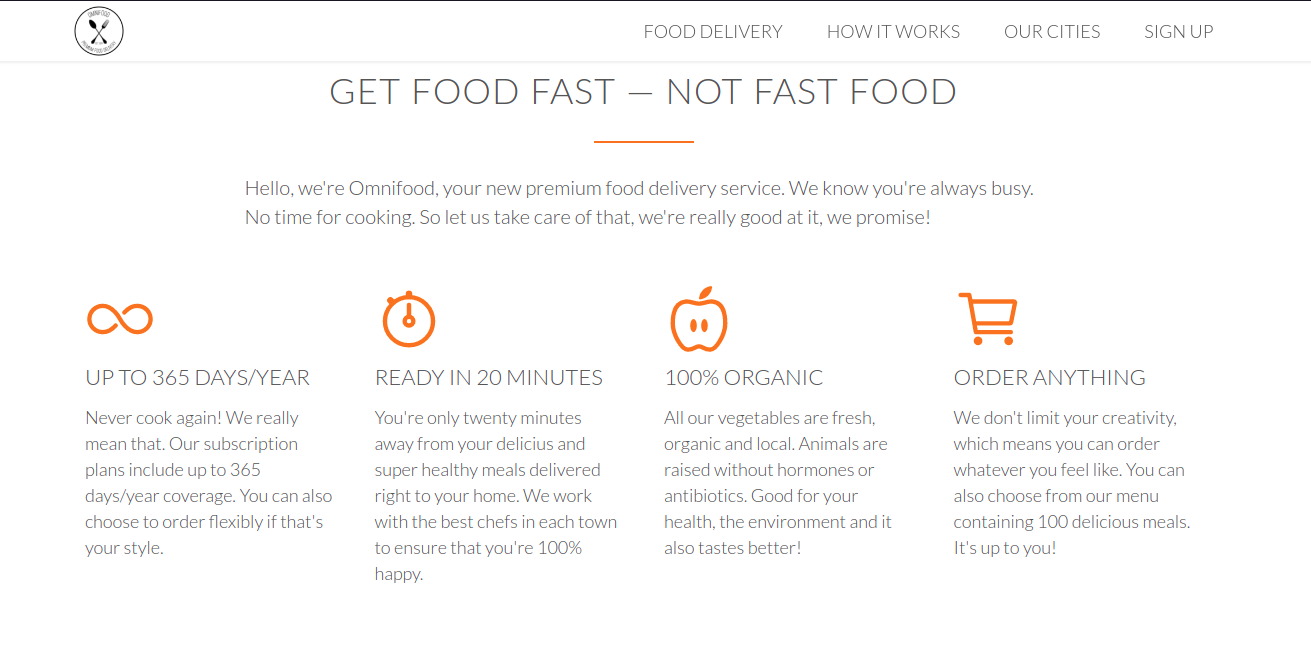 OMNIFOOD
PREMIUM FOOD DELIVERY
FOOD DELIVERY
HOW IT WORKS
OUR CITIES
SIGN UP
GET FOOD FAST — NOT FAST FOOD
Hello, we're Omnifood, your new premium food delivery service. We know you're always busy.
No time for cooking. So let us take care of that, we're really good at it, we promise!
UP TO 365 DAYS/YEAR
Never cook again! We really
mean that. Our subscription
plans include up to 365
days/year coverage. You can also
choose to order flexibly if that's
your style.
READY IN 20 MINUTES
You're only twenty minutes
away from your delicius and
super healthy meals delivered
right to your home. We work
with the best chefs in each town
to ensure that you're 100%
happy.
100% ORGANIC
All our vegetables are fresh,
organic and local. Animals are
raised without hormones or
antibiotics. Good for your
health, the environment and it
also tastes better!
ORDER ANYTHING
We don't limit your creativity,
which means you can order
whatever you feel like. You can
also choose from our menu
containing 100 delicious meals.
It's up to you!